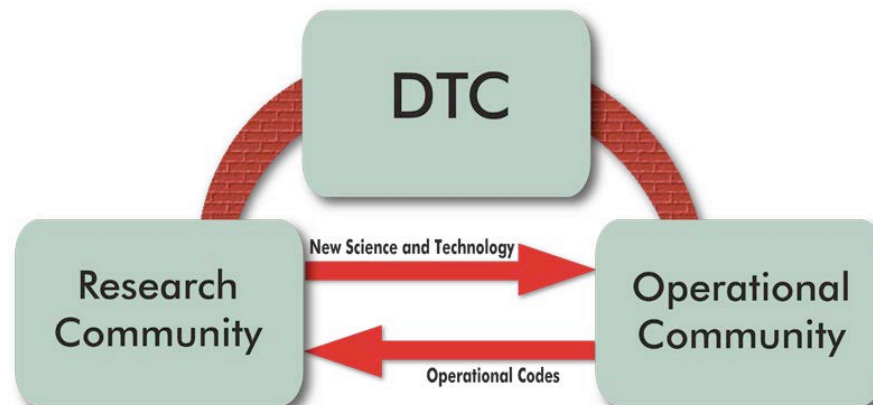 DTC
New Science and Technology
Research
Community
Operational
Community
Operational Codes